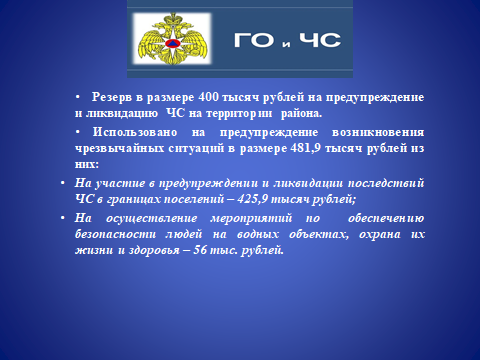 ГО и ЧС
• Резерв в размере 400 тысяч рублей на предупреждение
и ликвидацию ЧС на территории района.
• Использовано на предупреждение возникновения
чрезвычайных ситуаций в размере 481,9 тысяч рублей из
них:
• На участие в предупреждении и ликвидации последствий
ЧС в границах поселений – 425,9 тысяч рублей;
• На осуществление мероприятий по обеспечению
безопасности людей на водных объектах, охрана их
жизни и здоровья – 56 тыс. рублей.